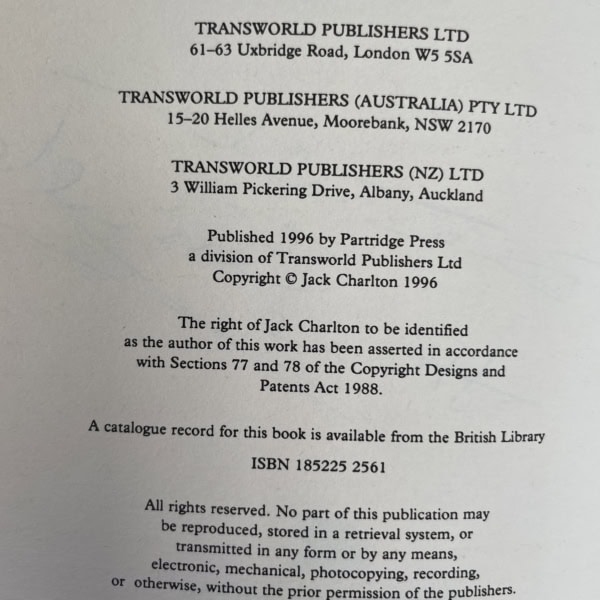 TRANSWORLD PUBLISHERS LTD
61–63 Uxbridge Road, London W5 5SA
TRANSWORLD PUBLISHERS (AUSTRALIA) PTY LTD
15–20 Helles Avenue, Moorebank, NSW 2170
TRANSWORLD PUBLISHERS (NZ) LTD
3 William Pickering Drive, Albany, Auckland
Published 1996 by Partridge Press
a division of Transworld Publishers Ltd
Copyright © Jack Charlton 1996
The right of Jack Charlton to be identified
as the author of this work has been asserted in accordance
with Sections 77 and 78 of the Copyright Designs and
Patents Act 1988.
A catalogue record for this book is available from the British Library
ISBN 185225 2561
All rights reserved. No part of this publication may
be reproduced, stored in a retrieval system, or
transmitted in any form or by any means,
electronic, mechanical, photocopying, recording,
or otherwise, without the prior permission of the publishers.